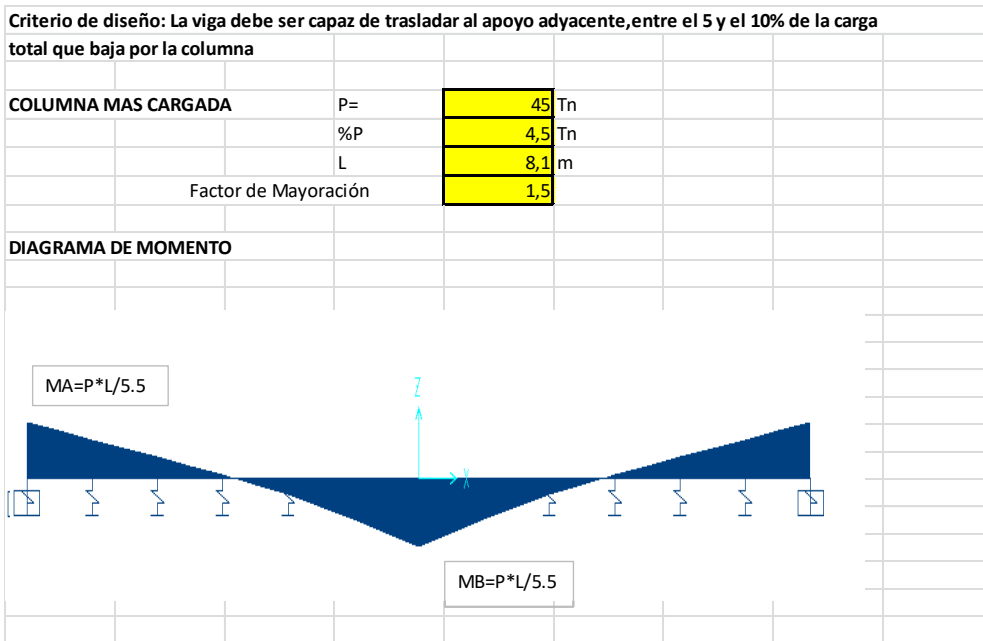 Criterio de diseño: La viga debe ser capaz de trasladar al apoyo adyacente,entre el 5 y el 10% de la carga
total que baja por la columna
COLUMNA MAS CARGADA P= 45 Tn
%P 4,5 Tn
L 8,1 m
Factor de Mayoración 1,5
DIAGRAMA DE MOMENTO
MA=P*L/5.5
Z
X
MB=P*L/5.5